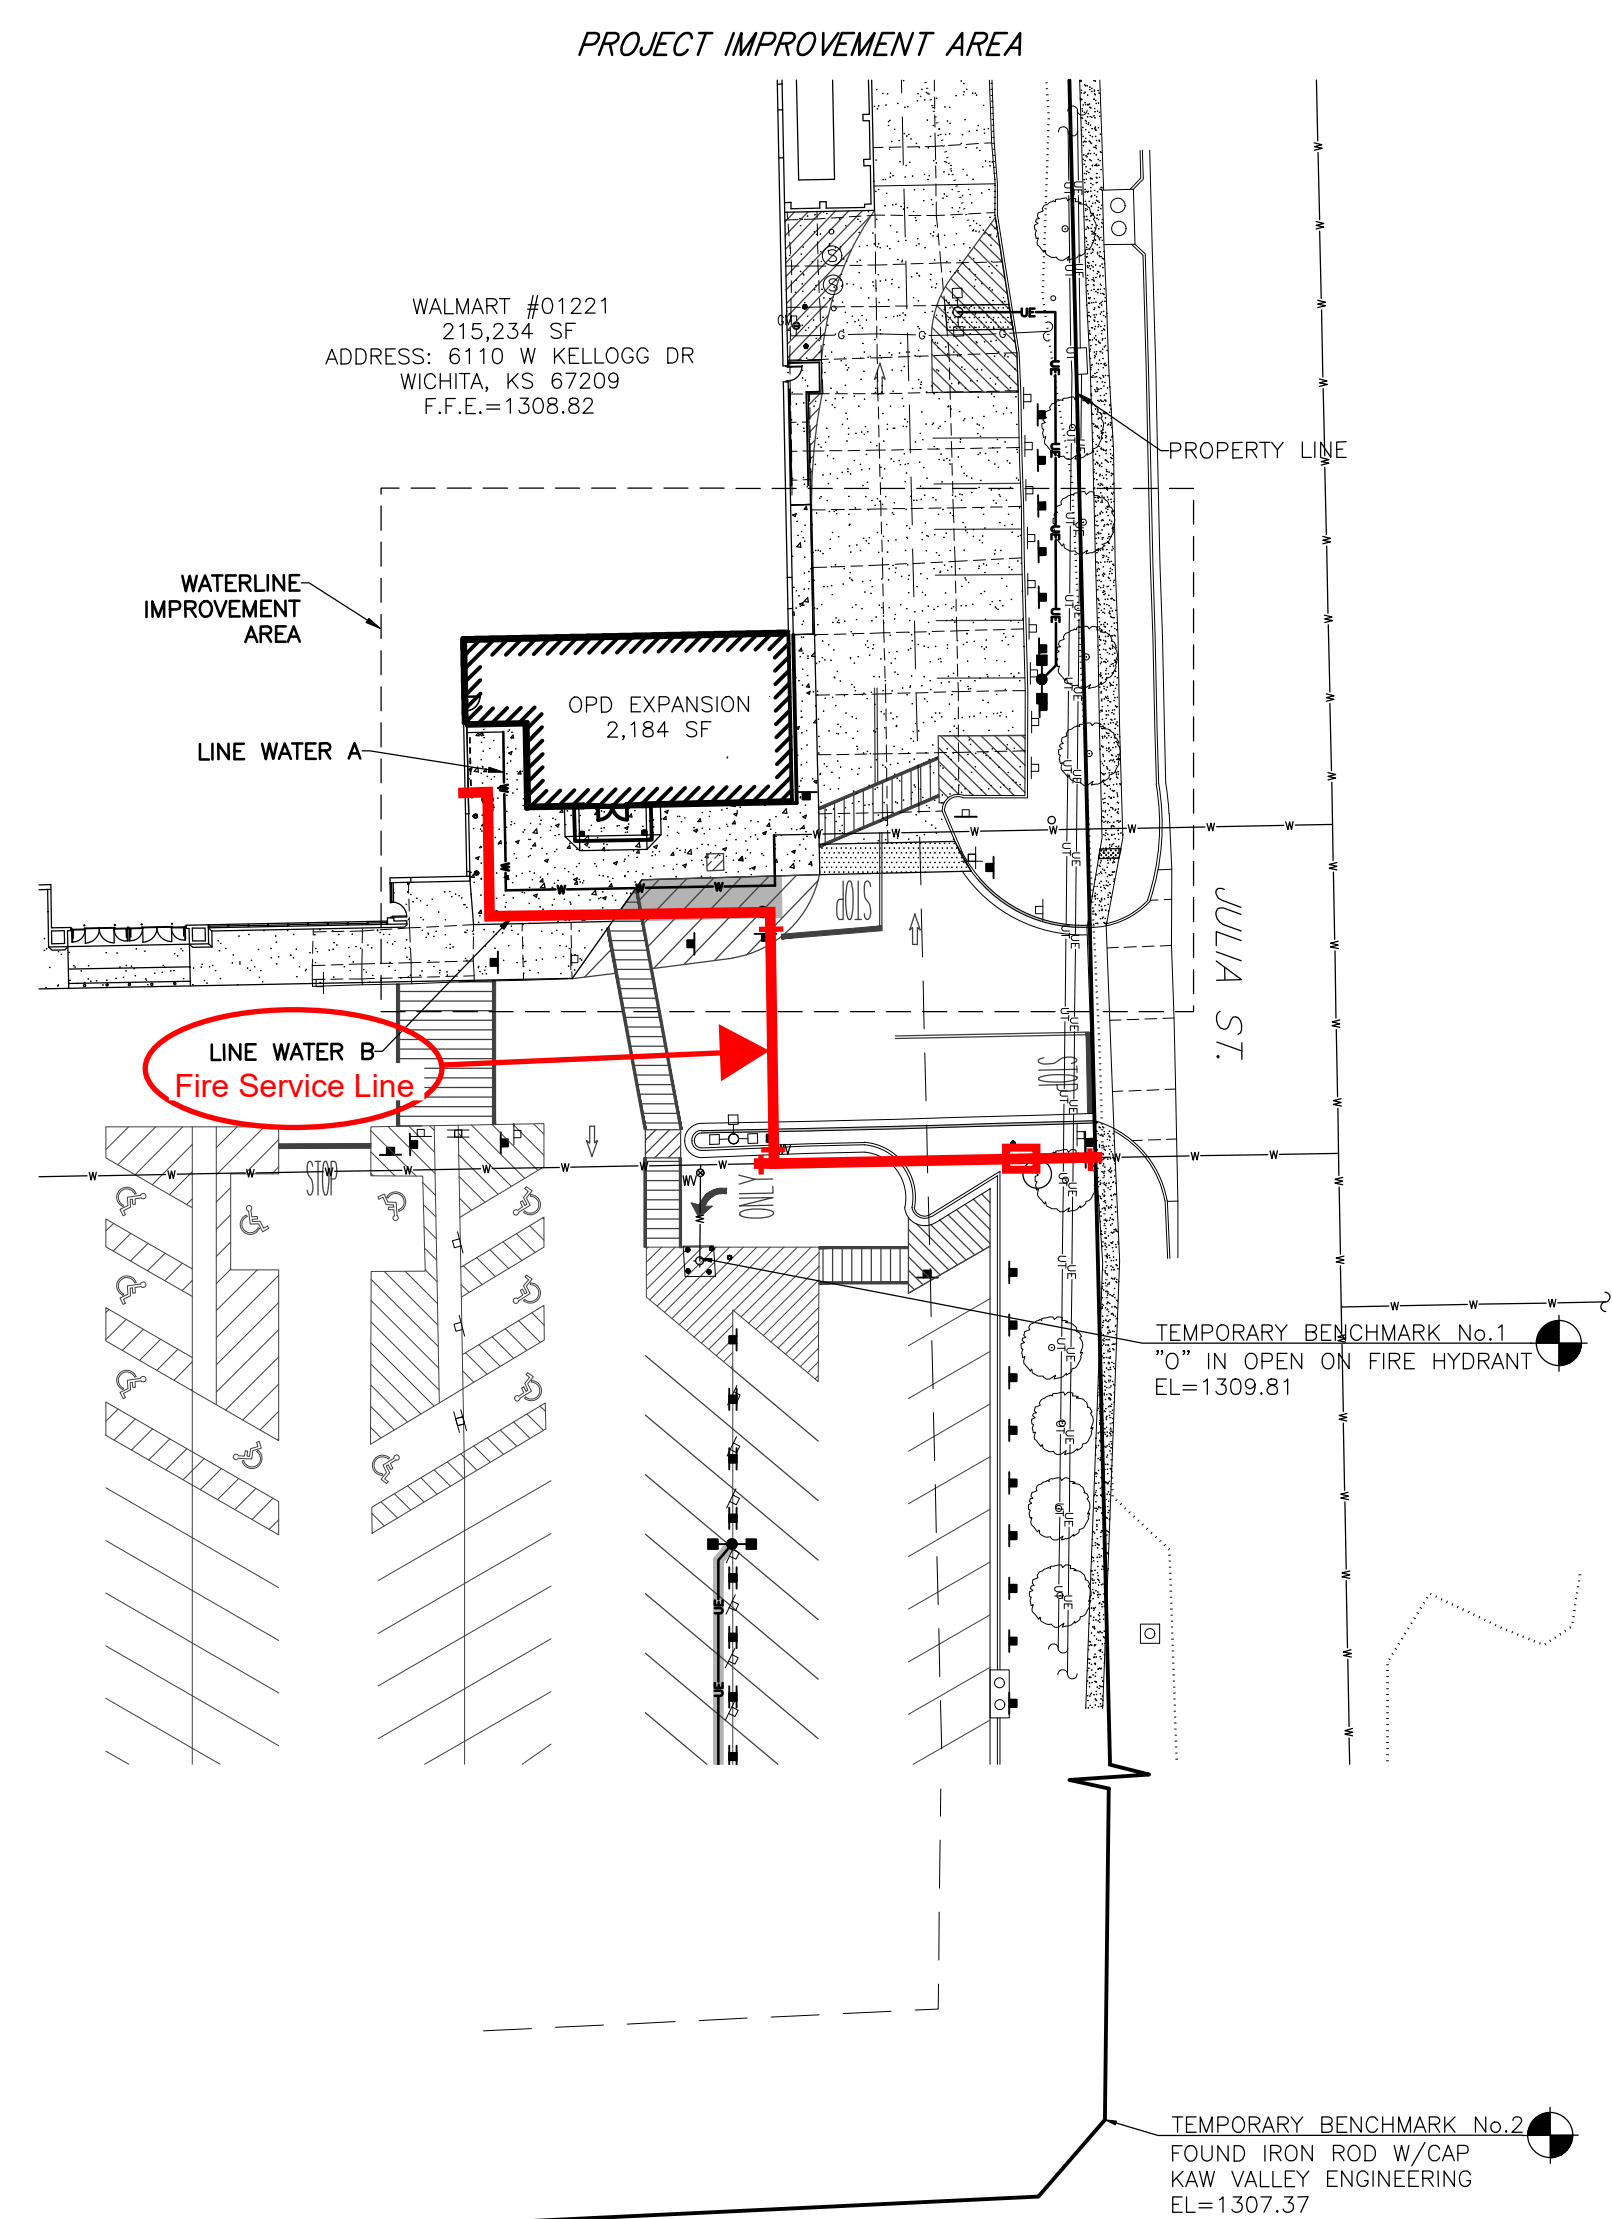 PROJECT IMPROVEMENT AREA
WALMART #01221
215,234 SF
ADDRESS: 6110 W KELLOGG DR
WICHITA, KS 67209
F.F.E.=1308.82
PROPERTY LINE
WATERLINE
IMPROVEMENT
AREA
OPD EXPANSION
2,184 SF
LINE WATER A
STOP
JULIA ST.
LINE WATER B
Fire Service Line
STOP
STOP
ONLY
WV
TEMPORARY BENCHMARK No.1
"O" IN OPEN ON FIRE HYDRANT
EL=1309.81
TEMPORARY BENCHMARK No.2
FOUND IRON ROD W/CAP
KAW VALLEY ENGINEERING
EL=1307.37